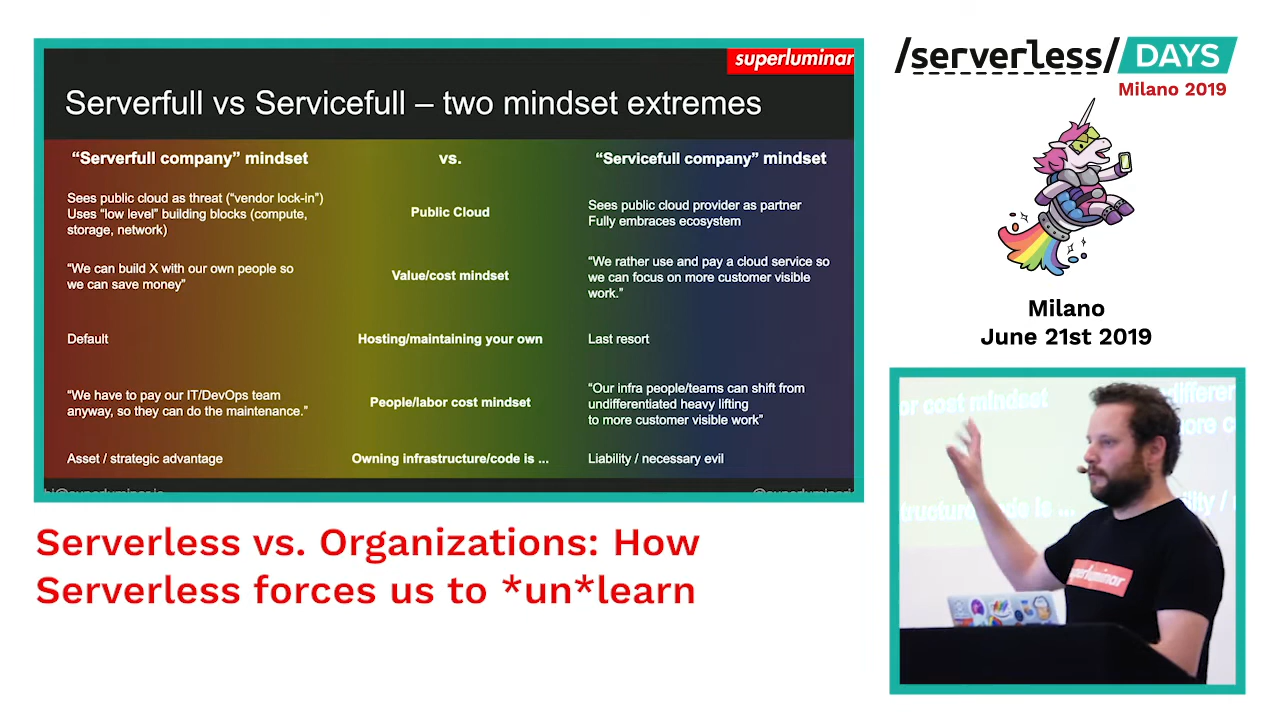 superluminar
Serverfull vs Servicefull – two mindset extremes
“Serverfull company” mindset
vs.
“Servicefull company” mindset
Sees public cloud as threat (“vendor lock-in”)
Uses “low level” building blocks (compute,
storage, network)
Public Cloud
Sees public cloud provider as partner
Fully embraces ecosystem
“We can build X with our own people so
we can save money”
Value/cost mindset
“We rather use and pay a cloud service so
we can focus on more customer visible
work.”
Default
Hosting/maintaining your own
Last resort
“We have to pay our IT/DevOps team
anyway, so they can do the maintenance.”
People/labor cost mindset
“Our infra people/teams can shift from
undifferentiated heavy lifting
to more customer visible work”
Asset / strategic advantage
Owning infrastructure/code is ...
Liability / necessary evil
Serverless vs. Organizations: How
Serverless forces us to *un*learn
/serverless/ DAYS
Milano 2019
Milano
June 21st 2019
or cost mindset
structure/code is ...
superluminar